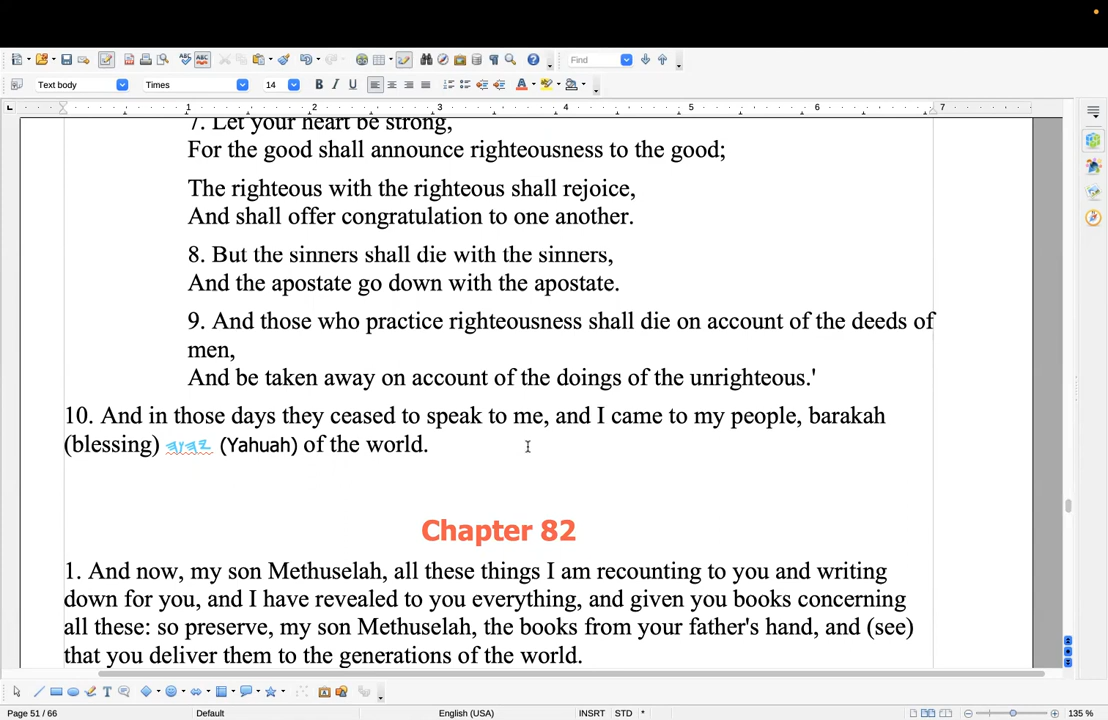 Find
Text body
Times
14
1 2 3 4 5 6 7
7. Let your heart be strong,
For the good shall announce righteousness to the good;
The righteous with the righteous shall rejoice,
And shall offer congratulation to one another.
8. But the sinners shall die with the sinners,
And the apostate go down with the apostate.
9. And those who practice righteousness shall die on account of the deeds of
men,
And be taken away on account of the doings of the unrighteous.'
10. And in those days they ceased to speak to me, and I came to my people, barakah
(blessing) 𐤉𐤄𐤅𐤄 (Yahuah) of the world.
Chapter 82
1. And now, my son Methuselah, all these things I am recounting to you and writing
down for you, and I have revealed to you everything, and given you books concerning
all these: so preserve, my son Methuselah, the books from your father's hand, and (see)
that you deliver them to the generations of the world.
Page 51 / 66
Default
English (USA)
INSRT
STD
*
135 %